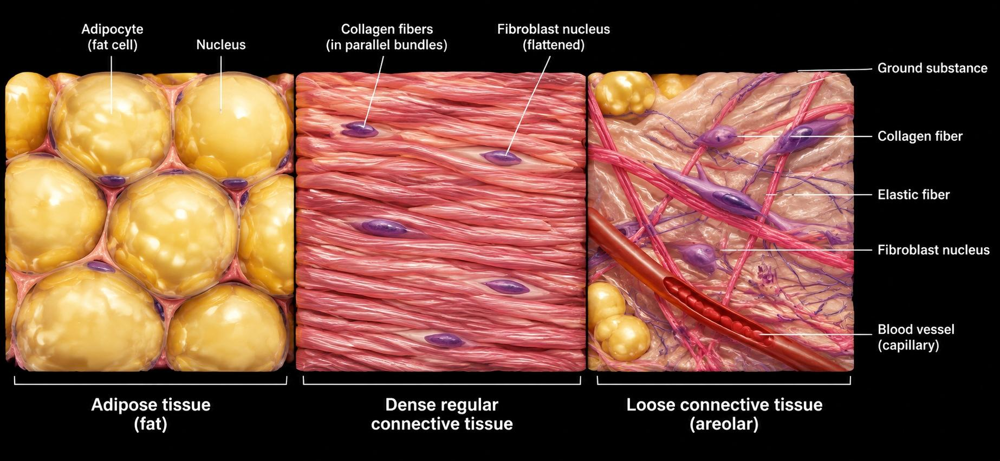 Adipocyte
(fat cell)
Nucleus
Collagen fibers
(in parallel bundles)
Fibroblast nucleus
(flattened)
Ground substance
Collagen fiber
Elastic fiber
Fibroblast nucleus
Blood vessel
(capillary)
Adipose tissue
(fat)
Dense regular
connective tissue
Loose connective tissue
(areolar)